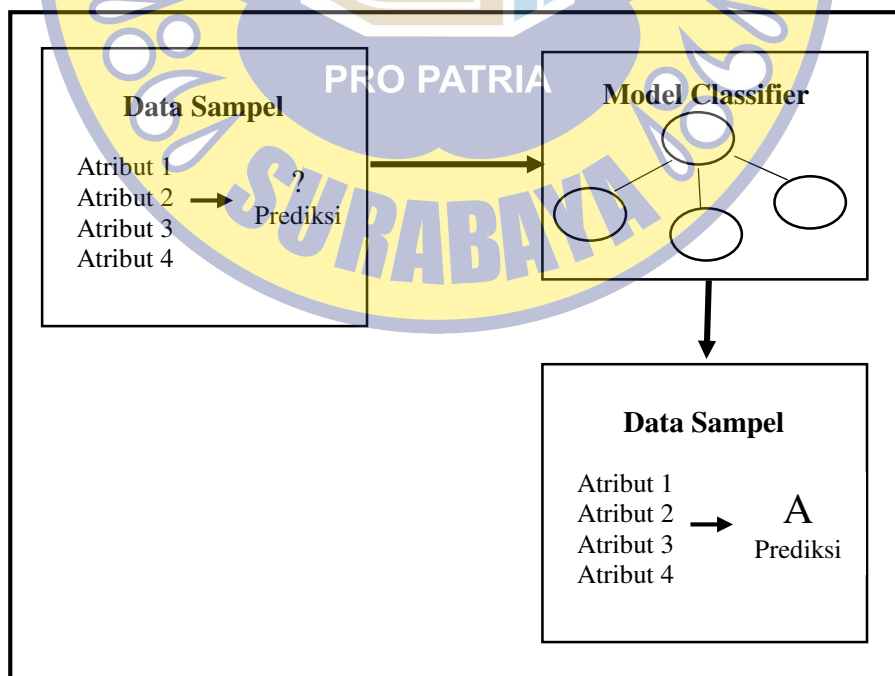 PRO PATRIA
SURABAYA
Data Sampel
Atribut 1
Atribut 2
Atribut 3
Atribut 4
?
Prediksi
Model Classifier
Data Sampel
Atribut 1
Atribut 2
Atribut 3
Atribut 4
A
Prediksi